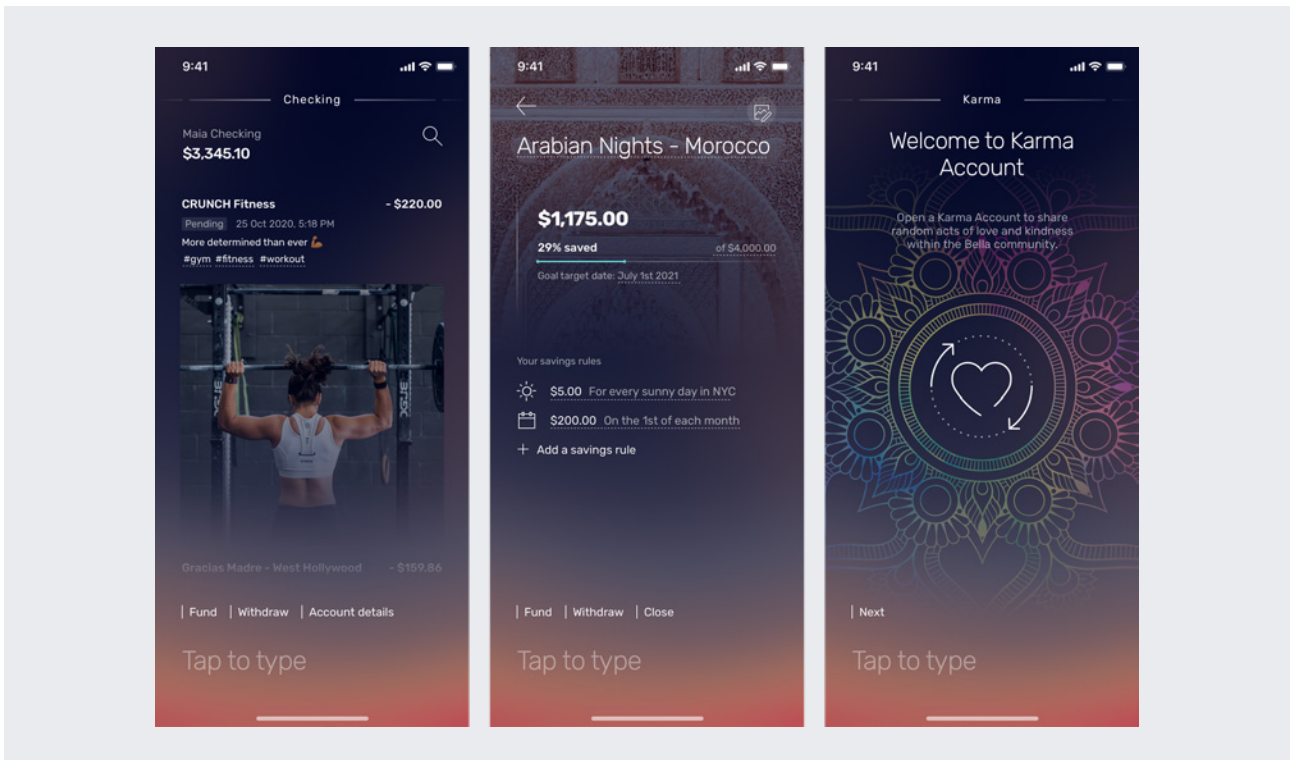 9:41
Checking
Maia Checking
$3,345.10
CRUNCH Fitness - $220.00
Pending 25 Oct 2020, 5:18 PM
More determined than ever 💪🏾
#gym #fitness #workout
Gracias Madre - West Hollywood - $159.86
Fund Withdraw Account details
Tap to type
9:41
Arabian Nights - Morocco
$1,175.00
29% saved of $4.000.00
Goal target date: July 1st 2021
Your savings rules
$5.00 For every sunny day in NYC
$200.00 On the 1st of each month
+ Add a savings rule
Fund Withdraw Close
Tap to type
9:41
Karma
Welcome to Karma
Account
Open a Karma Account to share
random acts of love and kindness
within the Bella community.
Next
Tap to type